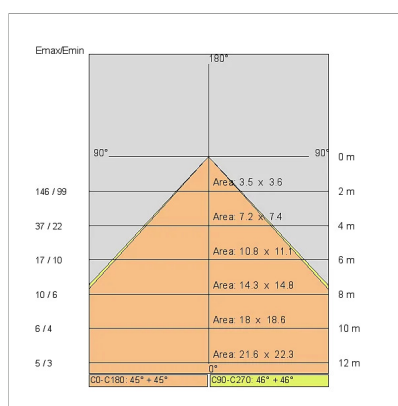 Emax/Emin
180°
90° 90° 0 m
Area: 3.5 x 3.6
146 / 99 2 m
Area: 7.2 x 7.4
37 / 22 4 m
Area: 10.8 x 11.1
17 / 10 6 m
Area: 14.3 x 14.8
10 / 6 8 m
Area: 18 x 18.6
6 / 4 10 m
Area: 21.6 x 22.3
5 / 3 12 m
0°
C0-C180: 45° + 45° C90-C270: 46° + 46°